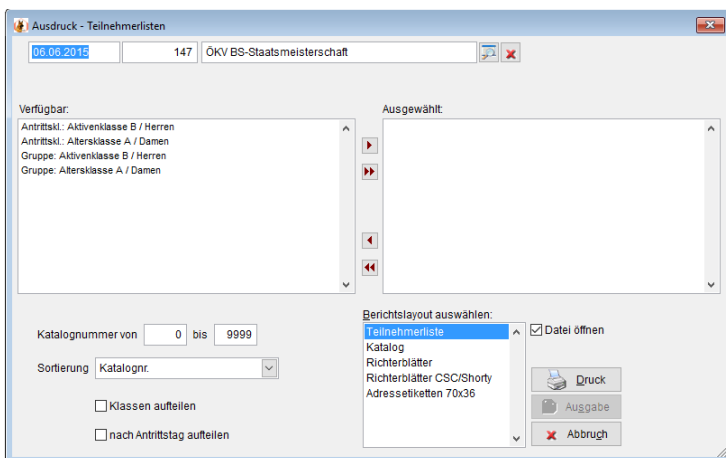 Ausdruck - Teilnehmerlisten
06.06.2015 147 ÖKV BS-Staatsmeisterschaft
Verfügbar:
Antrittskl.: Aktivenklasse B / Herren
Antrittskl.: Altersklasse A / Damen
Gruppe: Aktivenklasse B / Herren
Gruppe: Altersklasse A / Damen
Ausgewählt:
Katalognummer von 0 bis 9999
Sortierung Katalognr.
Klassen aufteilen
nach Antrittstag aufteilen
Berichtslayout auswählen:
Teilnehmerliste
Katalog
Richterblätter
Richterblätter CSC/Shorty
Adressetiketten 70x36
Datei öffnen
Druck
Ausgabe
Abbruch